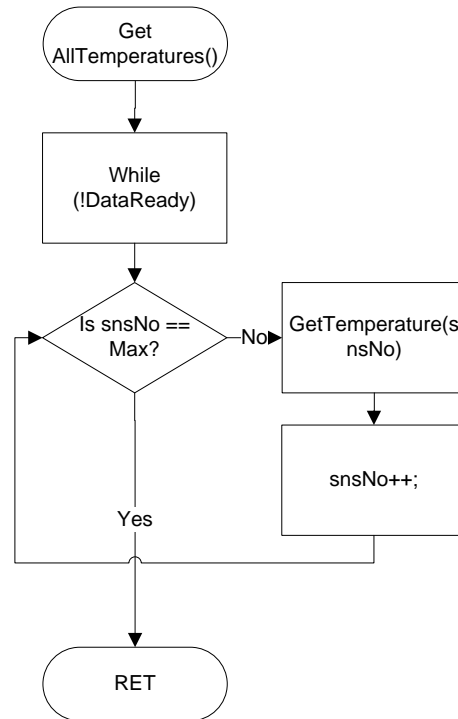 Get
AllTemperatures()
While
(!DataReady)
Is snsNo ==
Max?
No
GetTemperature(s
nsNo)
snsNo++;
Yes
RET